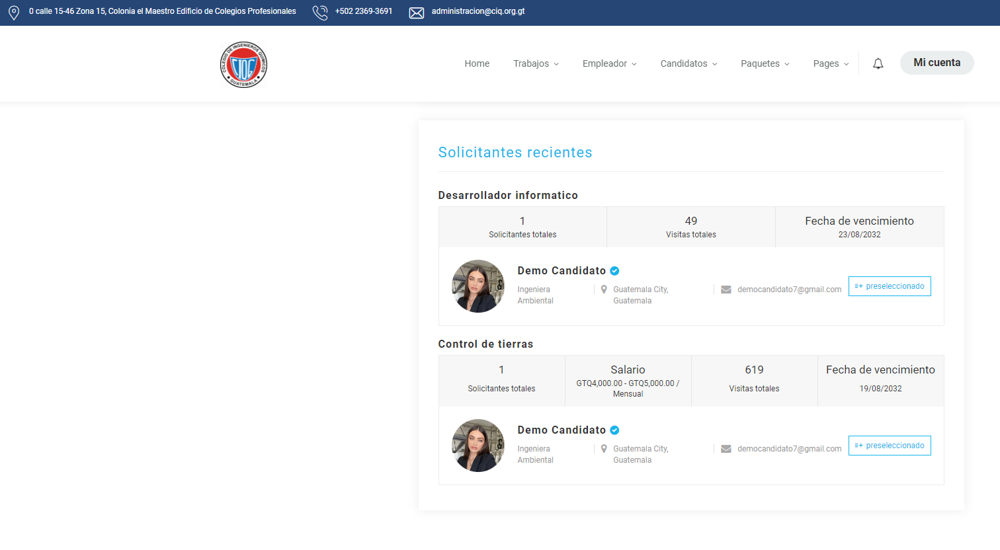 0 calle 15-46 Zona 15, Colonia el Maestro Edificio de Colegios Profesionales
+502 2369-3691
administracion@ciq.org.gt
COLEGIO DE INGENIEROS QUIMICOS
CIQG
GUATEMALA
Home
Trabajos
Empleador
Candidatos
Paquetes
Pages
Mi cuenta
Solicitantes recientes
Desarrollador informatico
1
Solicitantes totales
49
Visitas totales
Fecha de vencimiento
23/08/2032
Demo Candidato
Ingeniera
Ambiental
Guatemala City,
Guatemala
democandidato7@gmail.com
preseleccionado
Control de tierras
1
Solicitantes totales
Salario
GTQ4,000.00 - GTQ5,000.00 /
Mensual
619
Visitas totales
Fecha de vencimiento
19/08/2032
Demo Candidato
Ingeniera
Ambiental
Guatemala City,
Guatemala
democandidato7@gmail.com
preseleccionado